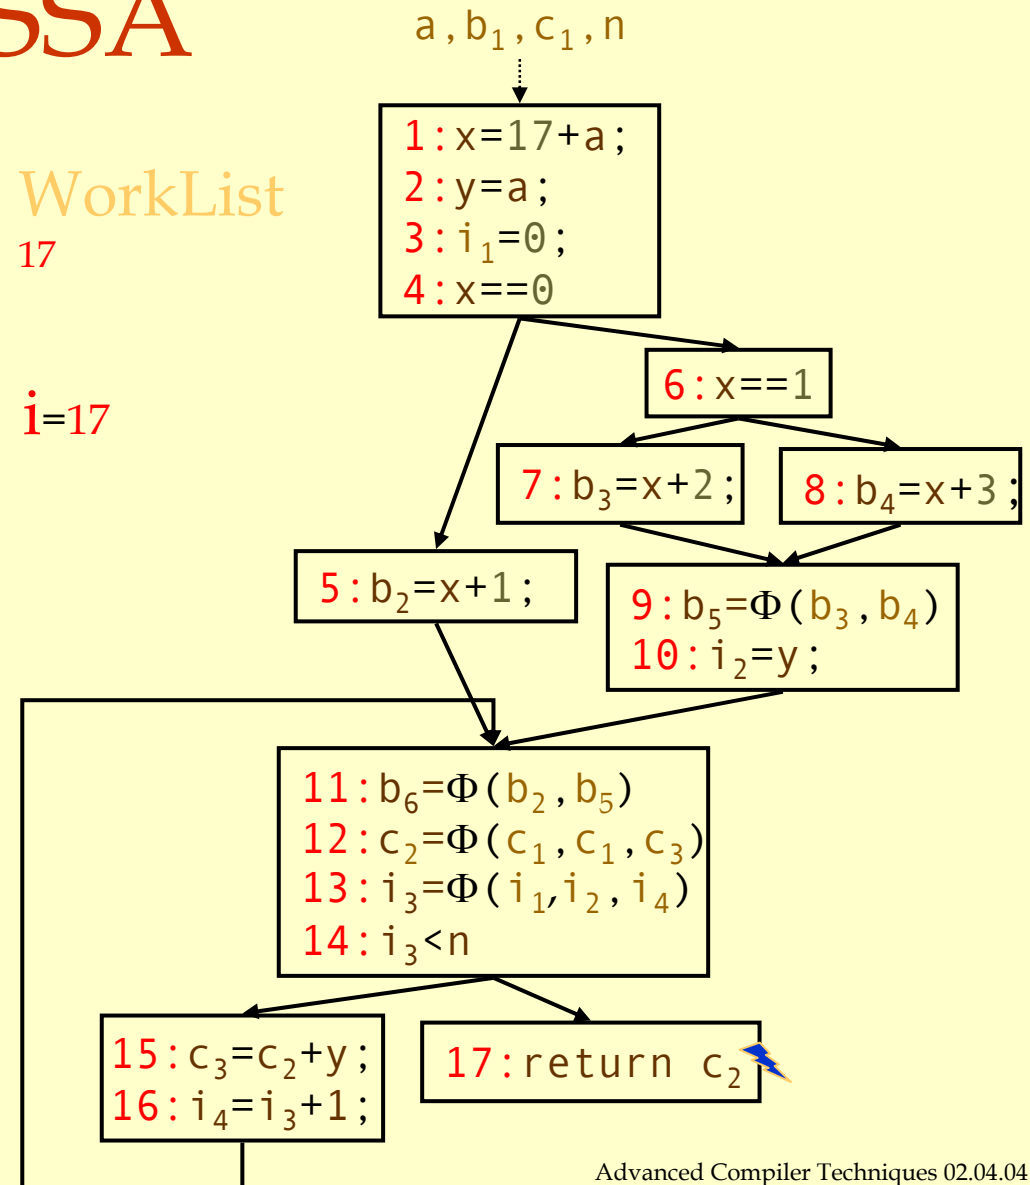 SSA
a,b₁,c₁,n
WorkList
17
i=17
1:x=17+a;
2:y=a;
3:i₁=0;
4:x==0
6:x==1
7:b₃=x+2;
8:b₄=x+3;
5:b₂=x+1;
9:b₅=Φ(b₃,b₄)
10:i₂=y;
11:b₆=Φ(b₂,b₅)
12:c₂=Φ(c₁,c₁,c₃)
13:i₃=Φ(i₁,i₂,i₄)
14:i₃<n
15:c₃=c₂+y;
16:i₄=i₃+1;
17:return c₂
Advanced Compiler Techniques 02.04.04